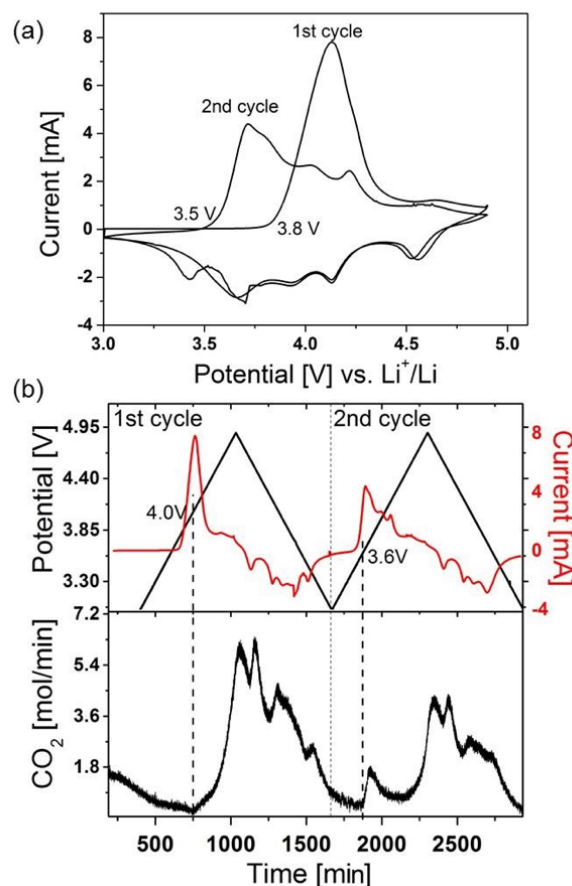 (a)
8
6
4
2
0
-2
-4
Current [mA]
1st cycle
2nd cycle
3.5 V
3.8 V
3.0
3.5
4.0
4.5
5.0
Potential [V] vs. Li⁺/Li
(b)
1st cycle
2nd cycle
4.95
4.40
3.85
3.30
Potential [V]
4.0V
3.6V
8
4
0
-4
Current [mA]
7.2
5.4
3.6
1.8
CO₂ [mol/min]
500
1000
1500
2000
2500
Time [min]